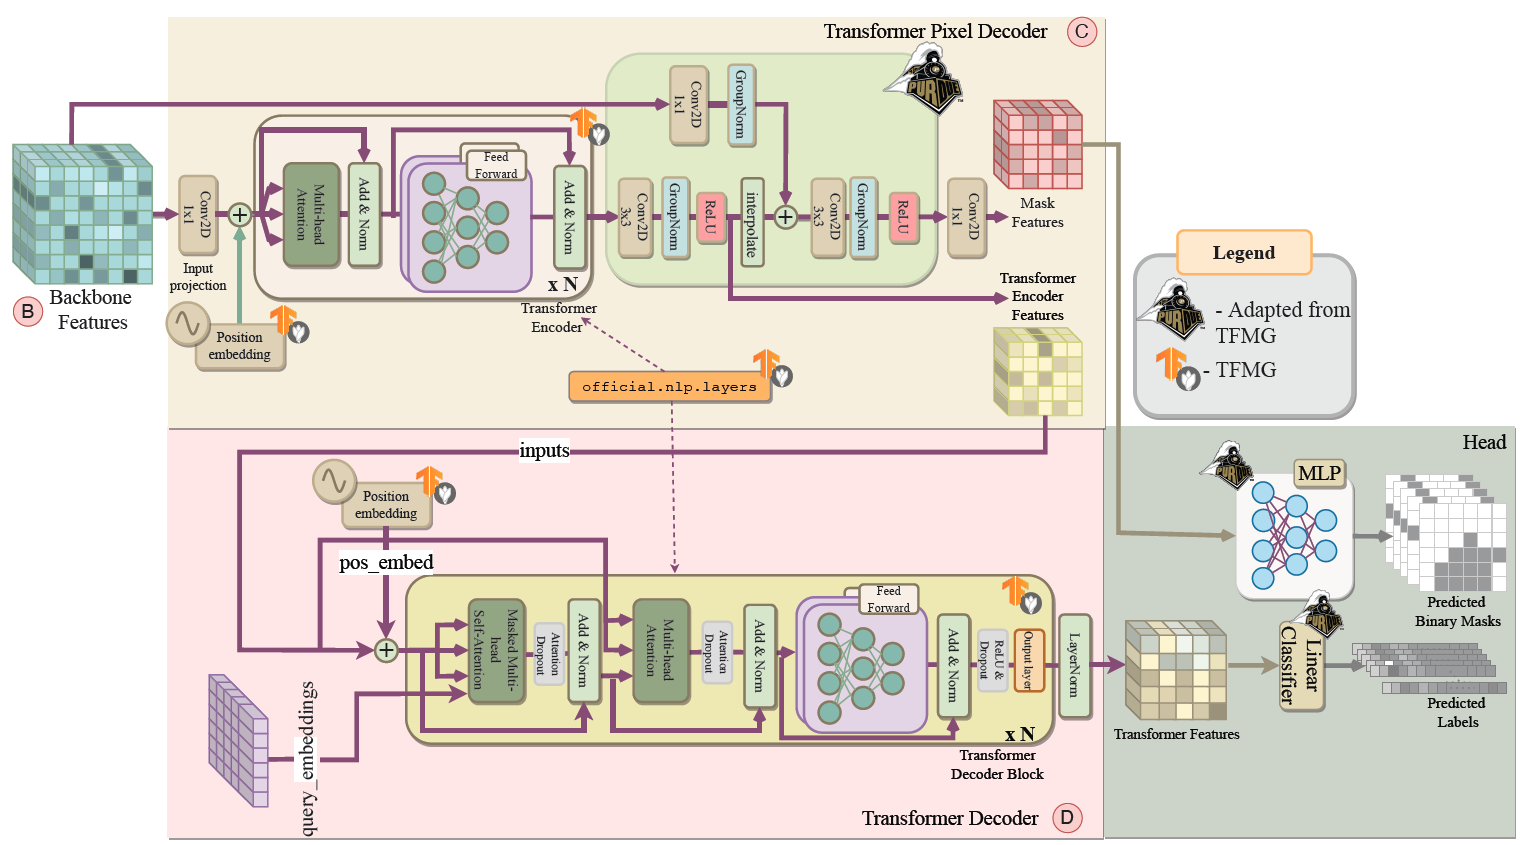 Transformer Pixel Decoder
C
PURDUE
Conv2D
1x1
GroupNorm
Feed
Forward
Multi-head
Attention
Add & Norm
Add & Norm
x N
Transformer
Encoder
Conv2D
1x1
Input
projection
Position
embedding
B
Backbone
Features
Conv2D
3x3
GroupNorm
ReLU
interpolate
Conv2D
3x3
GroupNorm
ReLU
Conv2D
1x1
Mask
Features
Transformer
Encoder
Features
official.nlp.layers
Legend
PURDUE
- Adapted from
TFMG
- TFMG
inputs
Position
embedding
pos_embed
query_embeddings
Masked Multi-
head
Self-Attention
Attention
Dropout
Add & Norm
Multi-head
Attention
Attention
Dropout
Add & Norm
Feed
Forward
Add & Norm
ReLU &
Dropout
Output layer
x N
LayerNorm
Transformer
Decoder Block
Transformer Decoder
D
Head
PURDUE
MLP
Predicted
Binary Masks
PURDUE
Linear
Classifier
Transformer Features
Predicted
Labels